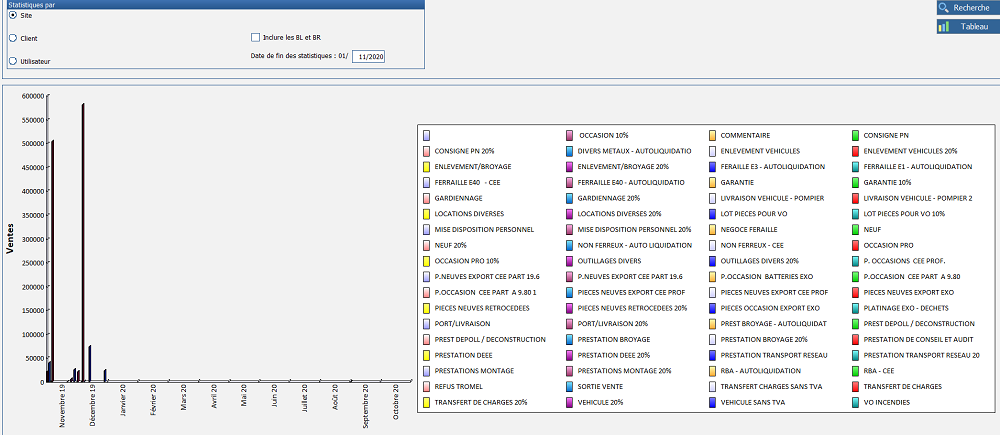 Statistiques par
Site
Client
Utilisateur
Inclure les BL et BR
Date de fin des statistiques : 01/ 11/2020
Recherche
Tableau
Ventes
600000
550000
500000
450000
400000
350000
300000
250000
200000
150000
100000
50000
0
Novembre 19
Décembre 19
Janvier 20
Février 20
Mars 20
Avril 20
Mai 20
Juin 20
Juillet 20
Août 20
Septembre 20
Octobre 20
OCCASION 10% COMMENTAIRE CONSIGNE PN
CONSIGNE PN 20% DIVERS METAUX - AUTOLIQUIDATIO ENLEVEMENT VEHICULES ENLEVEMENT VEHICULES 20%
ENLEVEMENT/BROYAGE ENLEVEMENT/BROYAGE 20% FERAILLE E3 - AUTOLIQUIDATION FERRAILLE E1 - AUTOLIQUIDATION
FERRAILLE E40 - CEE FERRAILLE E40 - AUTOLIQUIDATIO GARANTIE GARANTIE 10%
GARDIENNAGE GARDIENNAGE 20% LIVRAISON VEHICULE - POMPIER LIVRAISON VEHICULE - POMPIER 2
LOCATIONS DIVERSES LOCATIONS DIVERSES 20% LOT PIECES POUR VO LOT PIECES POUR VO 10%
MISE DISPOSITION PERSONNEL MISE DISPOSITION PERSONNEL 20% NEGOCE FERAILLE NEUF
NEUF 20% NON FERREUX - AUTO LIQUIDATION NON FERREUX - CEE OCCASION PRO
OCCASION PRO 10% OUTILLAGES DIVERS OUTILLAGES DIVERS 20% P. OCCASIONS CEE PROF.
P.NEUVES EXPORT CEE PART 19.6 P.NEUVES EXPORT CEE PART 19.6 P.OCCASION BATTERIES EXO P.OCCASION CEE PART A 9.80
P.OCCASION CEE PART A 9.80 1 PIECES NEUVES EXPORT CEE PROF PIECES NEUVES EXPORT CEE PROF PIECES NEUVES EXPORT EXO
PIECES NEUVES RETROCEDEES PIECES NEUVES RETROCEDEES 20% PIECES OCCASION EXPORT EXO PLATINAGE EXO - DECHETS
PORT/LIVRAISON PORT/LIVRAISON 20% PREST BROYAGE - AUTOLIQUIDAT PREST DEPOLL / DECONSTRUCTION
PREST DEPOLL / DECONSTRUCTION PRESTATION BROYAGE PRESTATION BROYAGE 20% PRESTATION DE CONSEIL ET AUDIT
PRESTATION DEEE PRESTATION DEEE 20% PRESTATION TRANSPORT RESEAU PRESTATION TRANSPORT RESEAU 20
PRESTATIONS MONTAGE PRESTATIONS MONTAGE 20% RBA - AUTOLIQUIDATION RBA - CEE
REFUS TROMEL SORTIE VENTE TRANSFERT CHARGES SANS TVA TRANSFERT DE CHARGES
TRANSFERT DE CHARGES 20% VEHICULE 20% VEHICULE SANS TVA VO INCENDIES